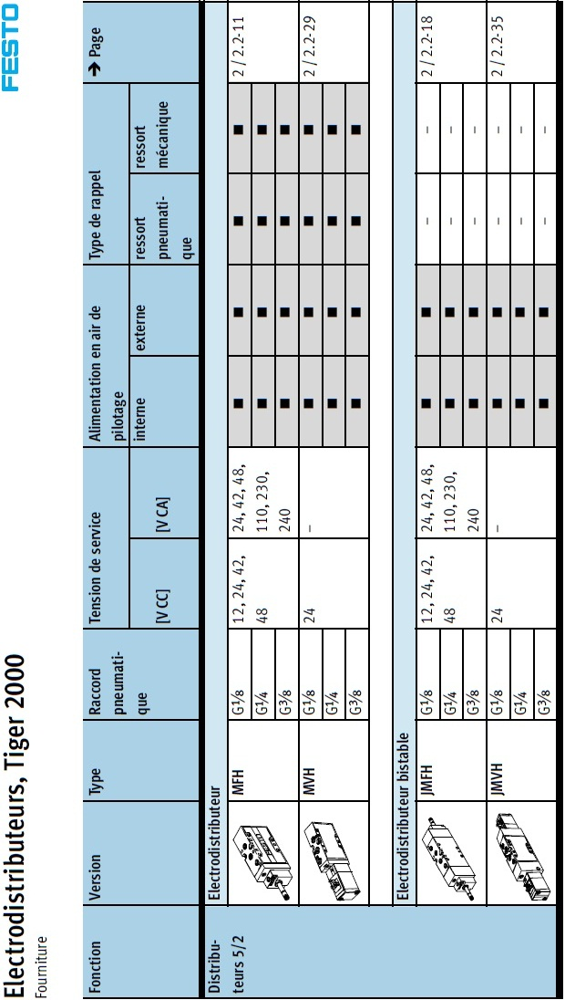 Electrodistributeurs, Tiger 2000
FESTO
Fourniture
Fonction Version Type Raccord pneumati-que Tension de service Alimentation en air de pilotage Type de rappel ➔ Page
[V CC] [V CA] interne externe ressort pneumati-que ressort mécanique
Distribu-teurs 5/2 Electrodistributeur
MFH G1/8 12, 24, 42, 24, 42, 48, ■ ■ ■ ■ 2 / 2.2-11
G1/4 48 110, 230, ■ ■ ■ ■
G3/8 240 ■ ■ ■ ■
MVH G1/8 24 – ■ ■ ■ ■ 2 / 2.2-29
G1/4 ■ ■ ■ ■
G3/8 ■ ■ ■ ■
Electrodistributeur bistable
JMFH G1/8 12, 24, 42, 24, 42, 48, ■ ■ – – 2 / 2.2-18
G1/4 48 110, 230, ■ ■ – –
G3/8 240 ■ ■ – –
JMVH G1/8 24 – ■ ■ – – 2 / 2.2-35
G1/4 ■ ■ – –
G3/8 ■ ■ – –